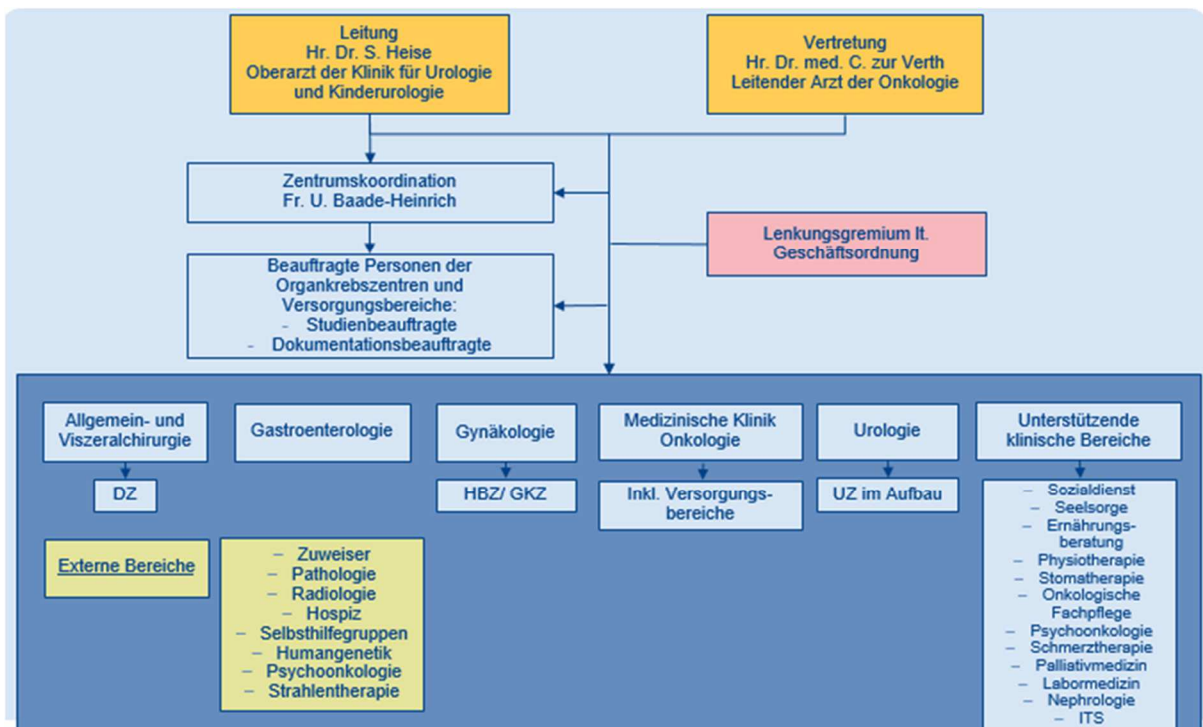 Leitung
Hr. Dr. S. Heise
Oberarzt der Klinik für Urologie
und Kinderurologie
Vertretung
Hr. Dr. med. C. zur Verth
Leitender Arzt der Onkologie
Zentrumskoordination
Fr. U. Baade-Heinrich
Lenkungsgremium lt.
Geschäftsordnung
Beauftragte Personen der
Organkrebszentren und
Versorgungsbereiche:
- Studienbeauftragte
- Dokumentationsbeauftragte
Allgemein- und
Viszeralchirurgie
Gastroenterologie
Gynäkologie
Medizinische Klinik
Onkologie
Urologie
Unterstützende
klinische Bereiche
DZ
HBZ/ GKZ
Inkl. Versorgungs-
bereiche
UZ im Aufbau
– Sozialdienst
– Seelsorge
– Ernährungs-
beratung
– Physiotherapie
– Stomatherapie
– Onkologische
Fachpflege
– Psychoonkologie
– Schmerztherapie
– Palliativmedizin
– Labormedizin
– Nephrologie
– ITS
Externe Bereiche
– Zuweiser
– Pathologie
– Radiologie
– Hospiz
– Selbsthilfegruppen
– Humangenetik
– Psychoonkologie
– Strahlentherapie